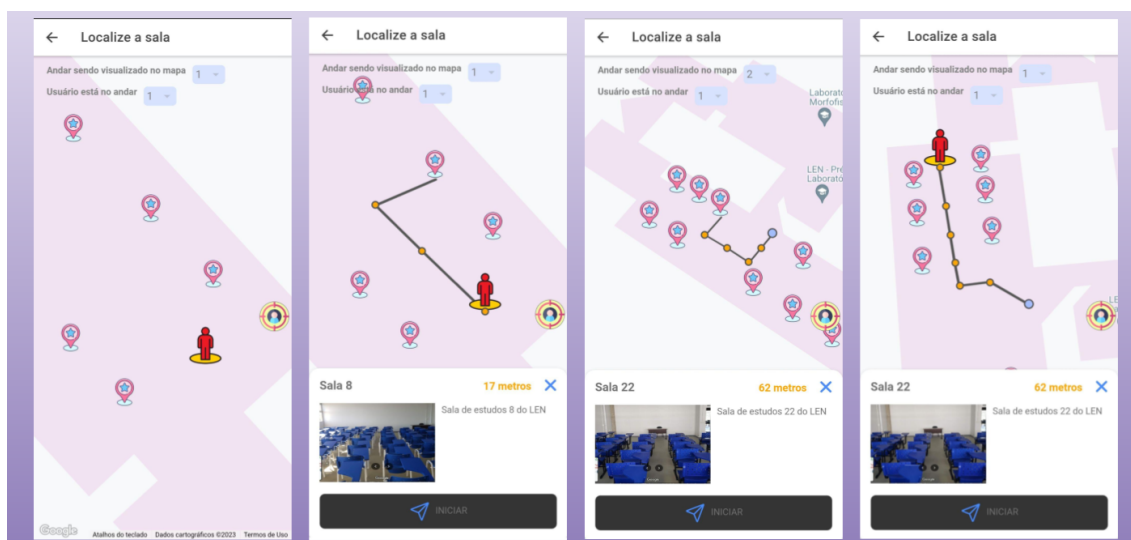 Localize a sala
Andar sendo visualizado no mapa 1
Usuário está no andar 1
Google
Atalhos do teclado Dados cartográficos ©2023 Termos de Uso
Localize a sala
Andar sendo visualizado no mapa 1
Usuário está no andar 1
Sala 8 17 metros
Sala de estudos 8 do LEN
INICIAR
Localize a sala
Andar sendo visualizado no mapa 2
Usuário está no andar 1
Laborato
Morfofis
LEN - Pré
Laborató
Sala 22 62 metros
Sala de estudos 22 do LEN
INICIAR
Localize a sala
Andar sendo visualizado no mapa 1
Usuário está no andar 1
LE
Sala 22 62 metros
Sala de estudos 22 do LEN
INICIAR